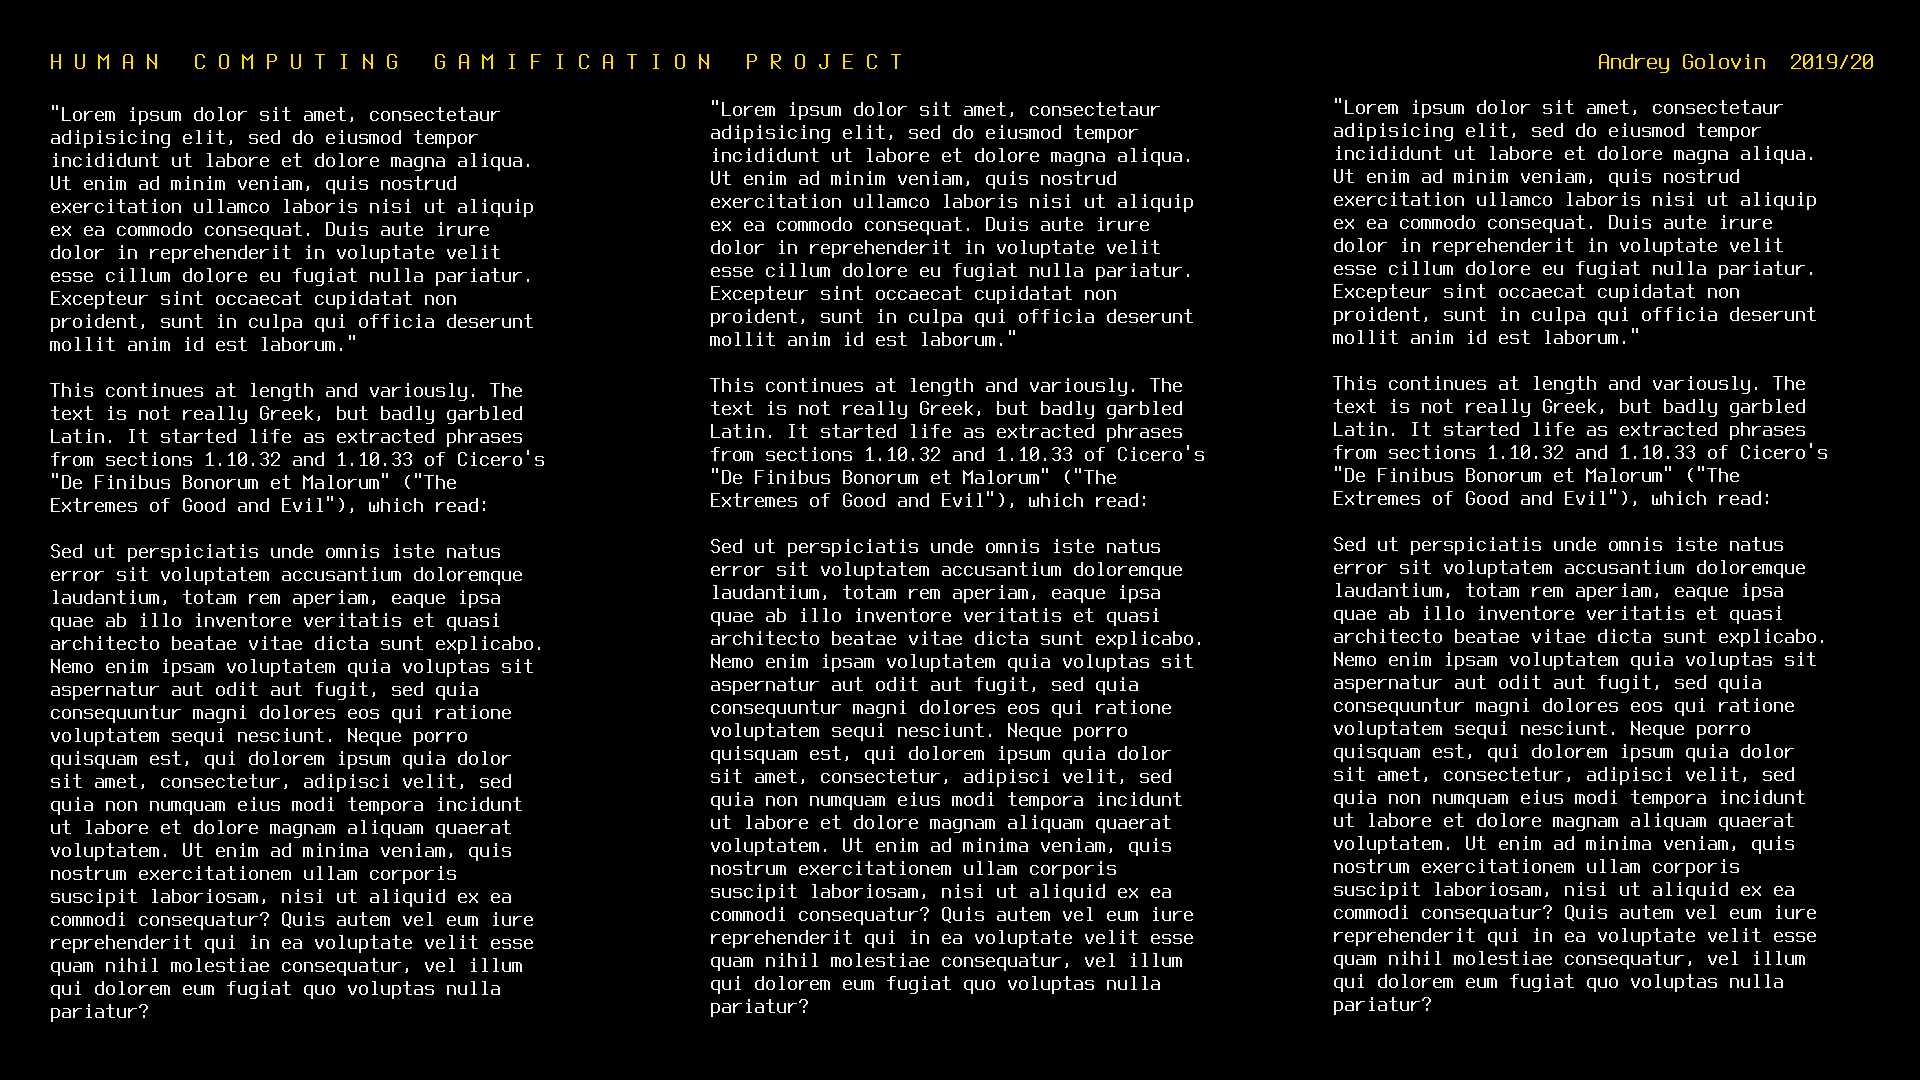 HUMAN COMPUTING GAMIFICATION PROJECT
Andrey Golovin 2019/20
"Lorem ipsum dolor sit amet, consectetaur
adipisicing elit, sed do eiusmod tempor
incididunt ut labore et dolore magna aliqua.
Ut enim ad minim veniam, quis nostrud
exercitation ullamco laboris nisi ut aliquip
ex ea commodo consequat. Duis aute irure
dolor in reprehenderit in voluptate velit
esse cillum dolore eu fugiat nulla pariatur.
Excepteur sint occaecat cupidatat non
proident, sunt in culpa qui officia deserunt
mollit anim id est laborum."
This continues at length and variously. The
text is not really Greek, but badly garbled
Latin. It started life as extracted phrases
from sections 1.10.32 and 1.10.33 of Cicero's
"De Finibus Bonorum et Malorum" ("The
Extremes of Good and Evil"), which read:
Sed ut perspiciatis unde omnis iste natus
error sit voluptatem accusantium doloremque
laudantium, totam rem aperiam, eaque ipsa
quae ab illo inventore veritatis et quasi
architecto beatae vitae dicta sunt explicabo.
Nemo enim ipsam voluptatem quia voluptas sit
aspernatur aut odit aut fugit, sed quia
consequuntur magni dolores eos qui ratione
voluptatem sequi nesciunt. Neque porro
quisquam est, qui dolorem ipsum quia dolor
sit amet, consectetur, adipisci velit, sed
quia non numquam eius modi tempora incidunt
ut labore et dolore magnam aliquam quaerat
voluptatem. Ut enim ad minima veniam, quis
nostrum exercitationem ullam corporis
suscipit laboriosam, nisi ut aliquid ex ea
commodi consequatur? Quis autem vel eum iure
reprehenderit qui in ea voluptate velit esse
quam nihil molestiae consequatur, vel illum
qui dolorem eum fugiat quo voluptas nulla
pariatur?
"Lorem ipsum dolor sit amet, consectetaur
adipisicing elit, sed do eiusmod tempor
incididunt ut labore et dolore magna aliqua.
Ut enim ad minim veniam, quis nostrud
exercitation ullamco laboris nisi ut aliquip
ex ea commodo consequat. Duis aute irure
dolor in reprehenderit in voluptate velit
esse cillum dolore eu fugiat nulla pariatur.
Excepteur sint occaecat cupidatat non
proident, sunt in culpa qui officia deserunt
mollit anim id est laborum."
This continues at length and variously. The
text is not really Greek, but badly garbled
Latin. It started life as extracted phrases
from sections 1.10.32 and 1.10.33 of Cicero's
"De Finibus Bonorum et Malorum" ("The
Extremes of Good and Evil"), which read:
Sed ut perspiciatis unde omnis iste natus
error sit voluptatem accusantium doloremque
laudantium, totam rem aperiam, eaque ipsa
quae ab illo inventore veritatis et quasi
architecto beatae vitae dicta sunt explicabo.
Nemo enim ipsam voluptatem quia voluptas sit
aspernatur aut odit aut fugit, sed quia
consequuntur magni dolores eos qui ratione
voluptatem sequi nesciunt. Neque porro
quisquam est, qui dolorem ipsum quia dolor
sit amet, consectetur, adipisci velit, sed
quia non numquam eius modi tempora incidunt
ut labore et dolore magnam aliquam quaerat
voluptatem. Ut enim ad minima veniam, quis
nostrum exercitationem ullam corporis
suscipit laboriosam, nisi ut aliquid ex ea
commodi consequatur? Quis autem vel eum iure
reprehenderit qui in ea voluptate velit esse
quam nihil molestiae consequatur, vel illum
qui dolorem eum fugiat quo voluptas nulla
pariatur?
"Lorem ipsum dolor sit amet, consectetaur
adipisicing elit, sed do eiusmod tempor
incididunt ut labore et dolore magna aliqua.
Ut enim ad minim veniam, quis nostrud
exercitation ullamco laboris nisi ut aliquip
ex ea commodo consequat. Duis aute irure
dolor in reprehenderit in voluptate velit
esse cillum dolore eu fugiat nulla pariatur.
Excepteur sint occaecat cupidatat non
proident, sunt in culpa qui officia deserunt
mollit anim id est laborum."
This continues at length and variously. The
text is not really Greek, but badly garbled
Latin. It started life as extracted phrases
from sections 1.10.32 and 1.10.33 of Cicero's
"De Finibus Bonorum et Malorum" ("The
Extremes of Good and Evil"), which read:
Sed ut perspiciatis unde omnis iste natus
error sit voluptatem accusantium doloremque
laudantium, totam rem aperiam, eaque ipsa
quae ab illo inventore veritatis et quasi
architecto beatae vitae dicta sunt explicabo.
Nemo enim ipsam voluptatem quia voluptas sit
aspernatur aut odit aut fugit, sed quia
consequuntur magni dolores eos qui ratione
voluptatem sequi nesciunt. Neque porro
quisquam est, qui dolorem ipsum quia dolor
sit amet, consectetur, adipisci velit, sed
quia non numquam eius modi tempora incidunt
ut labore et dolore magnam aliquam quaerat
voluptatem. Ut enim ad minima veniam, quis
nostrum exercitationem ullam corporis
suscipit laboriosam, nisi ut aliquid ex ea
commodi consequatur? Quis autem vel eum iure
reprehenderit qui in ea voluptate velit esse
quam nihil molestiae consequatur, vel illum
qui dolorem eum fugiat quo voluptas nulla
pariatur?